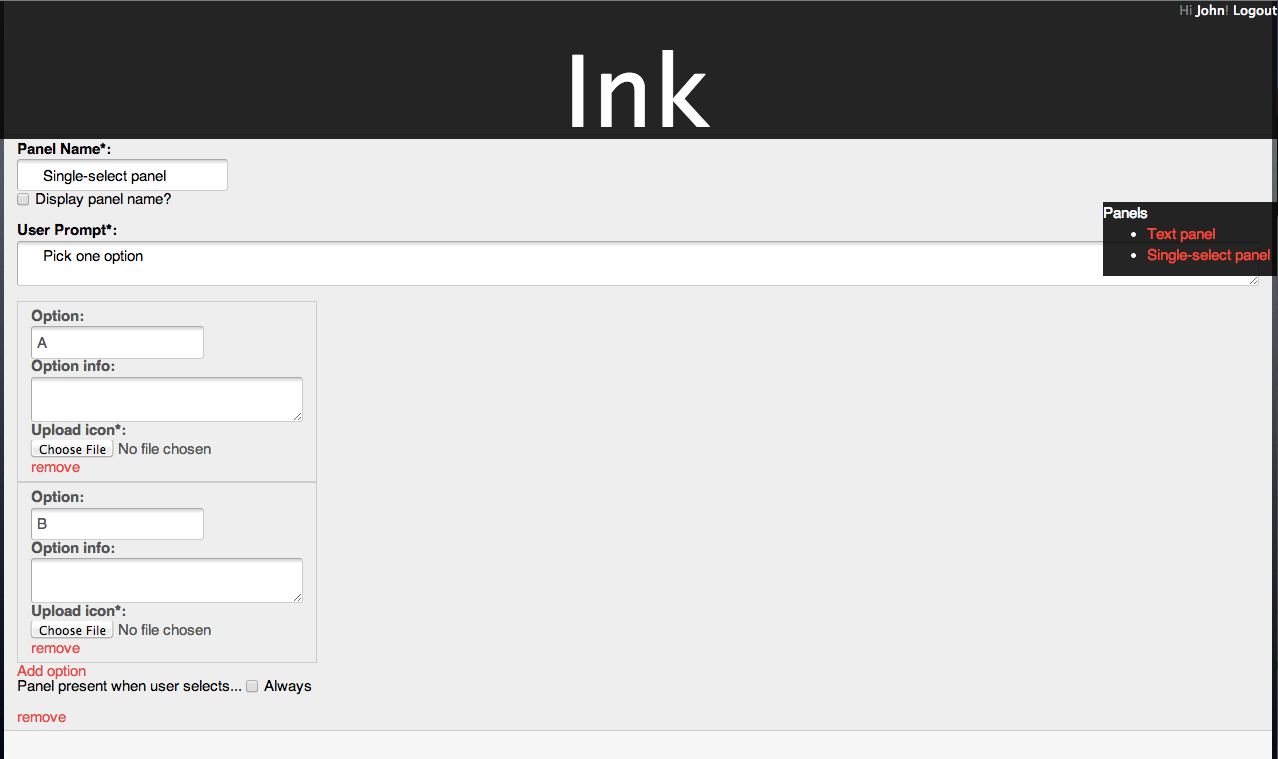 Hi John! Logout
Ink
Panel Name*:
Single-select panel
Display panel name?
User Prompt*:
Pick one option
Panels
Text panel
Single-select panel
Option:
A
Option info:
Upload icon*:
Choose File No file chosen
remove
Option:
B
Option info:
Upload icon*:
Choose File No file chosen
remove
Add option
Panel present when user selects... Always
remove